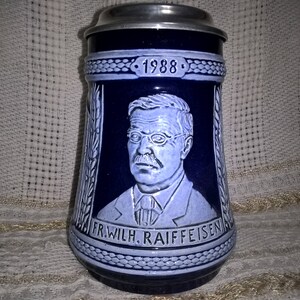 · 1988 ·
FR. WILH. RAIFFEISEN